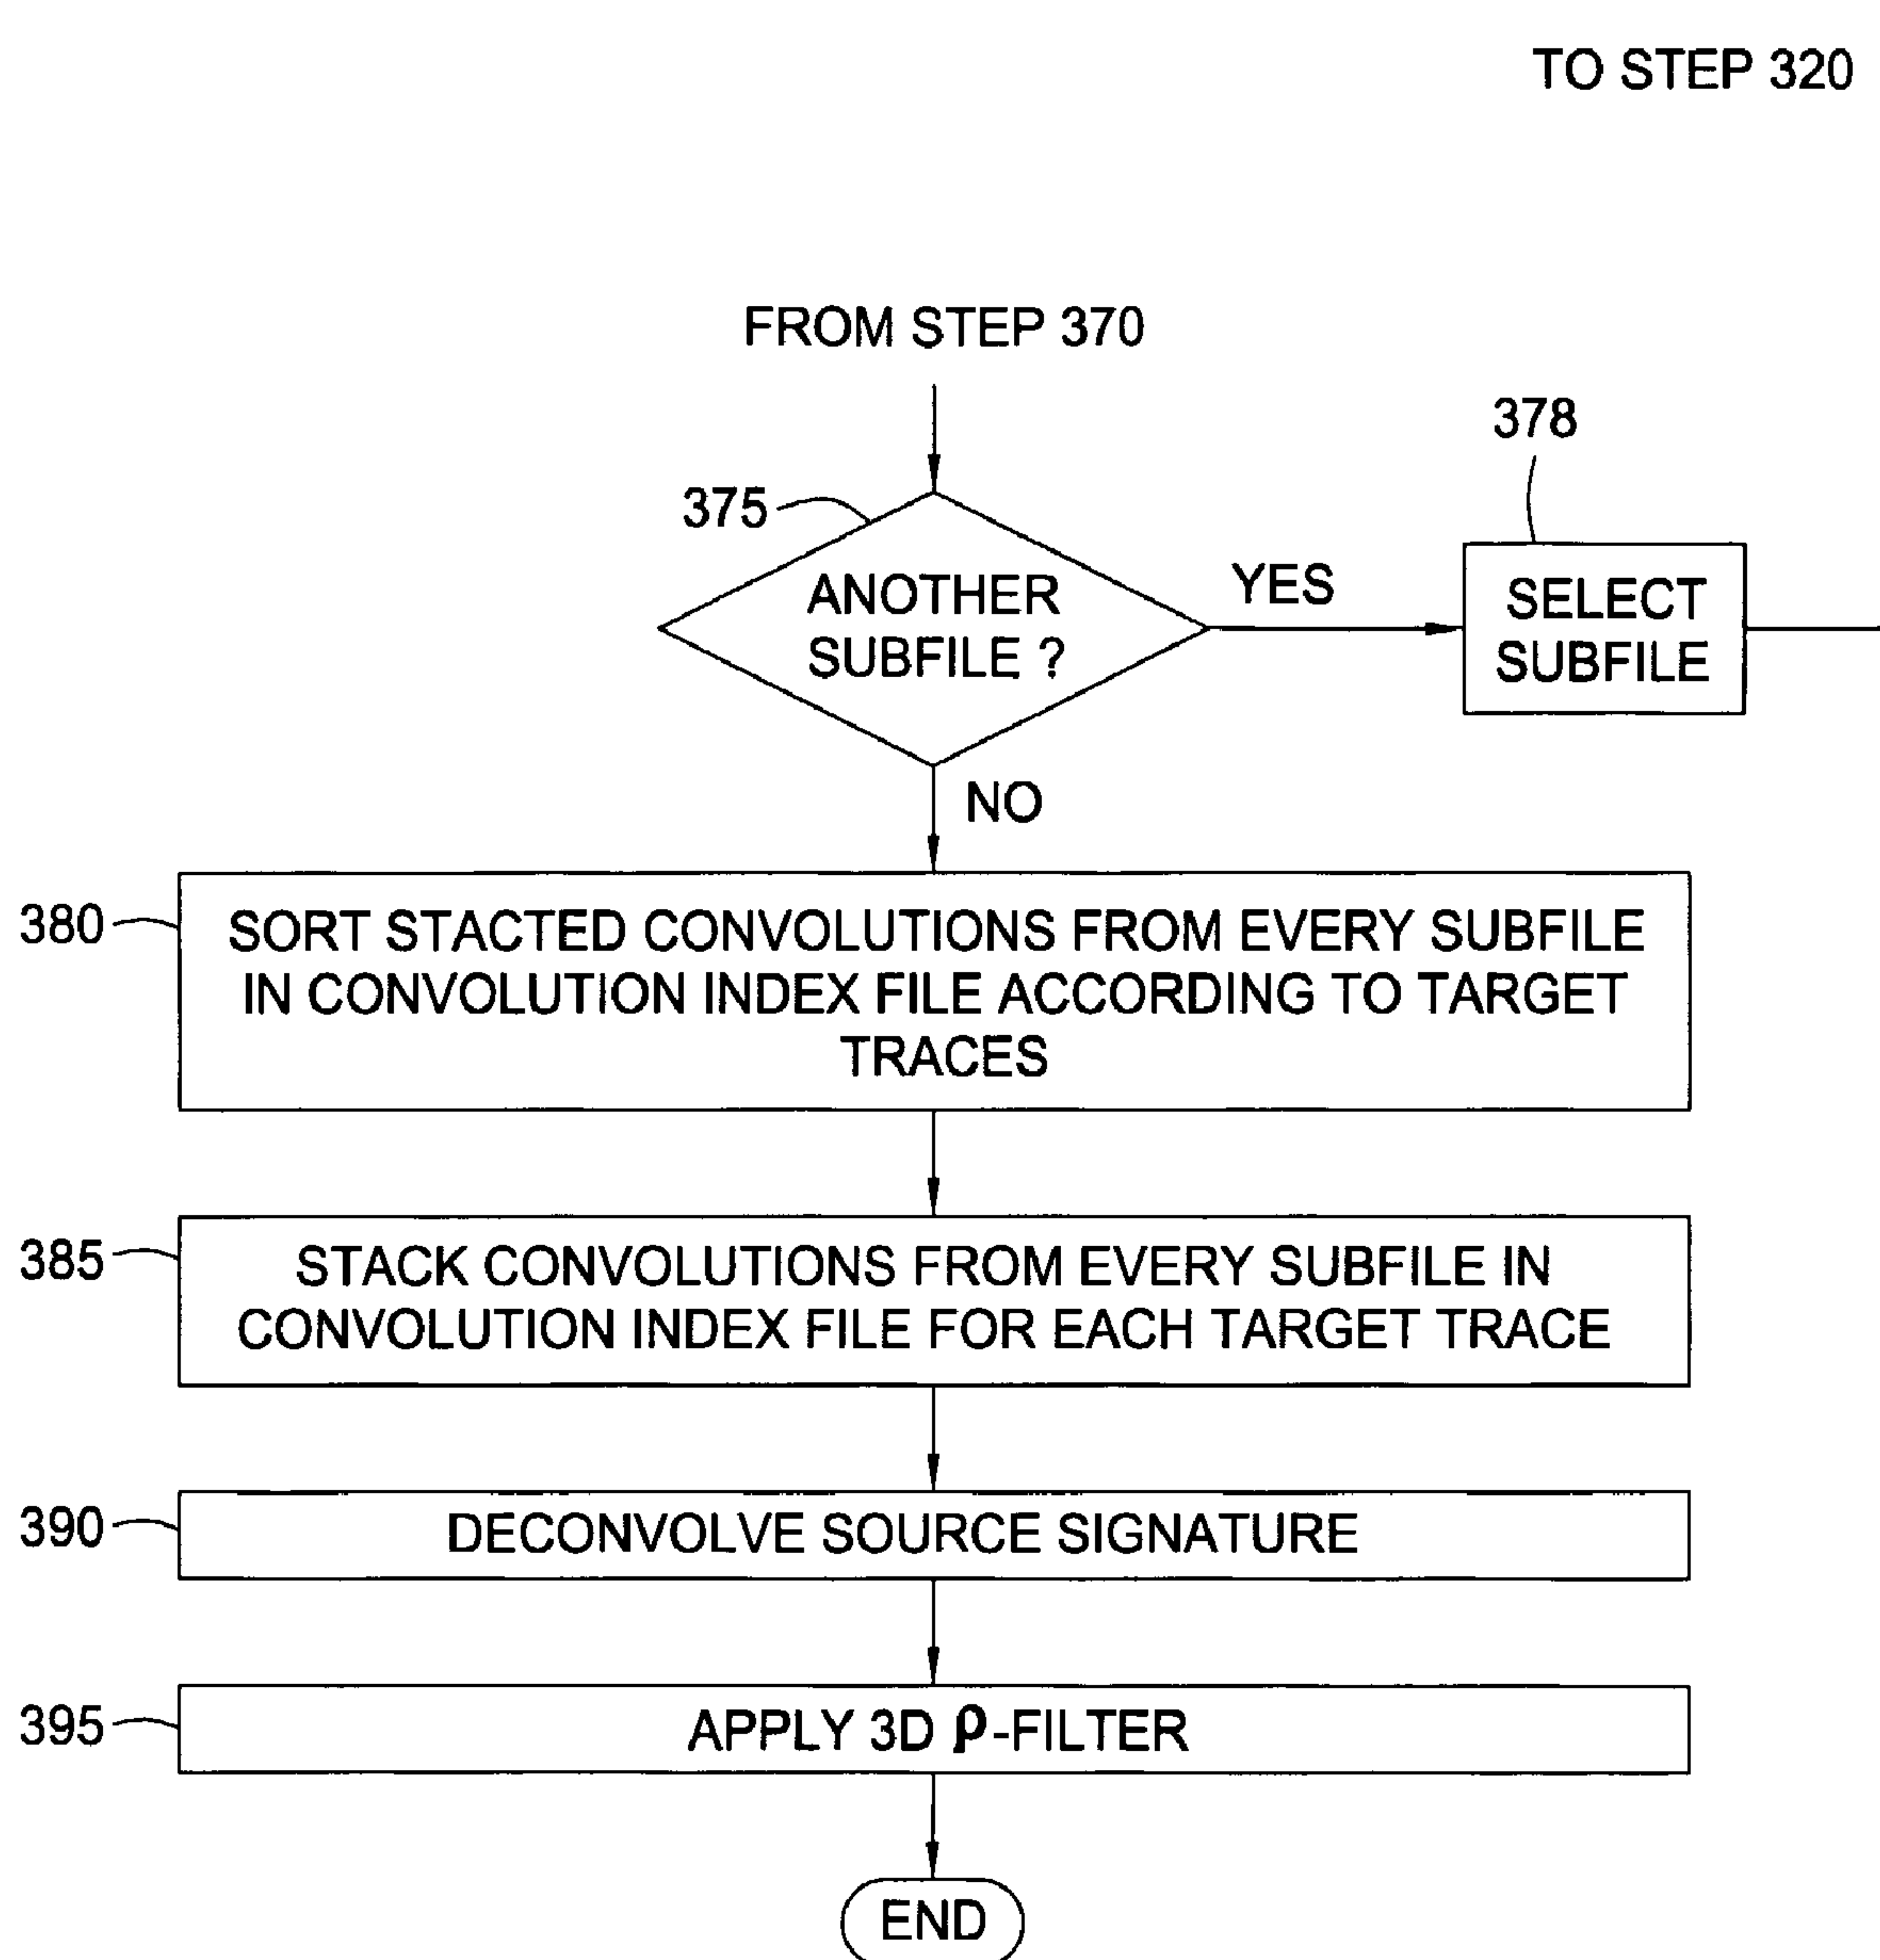 TO STEP 320
FROM STEP 370
378
375
ANOTHER
SUBFILE ?
YES
SELECT
SUBFILE
NO
380
SORT STACTED CONVOLUTIONS FROM EVERY SUBFILE
IN CONVOLUTION INDEX FILE ACCORDING TO TARGET
TRACES
385
STACK CONVOLUTIONS FROM EVERY SUBFILE IN
CONVOLUTION INDEX FILE FOR EACH TARGET TRACE
390
DECONVOLVE SOURCE SIGNATURE
395
APPLY 3D ρ-FILTER
END